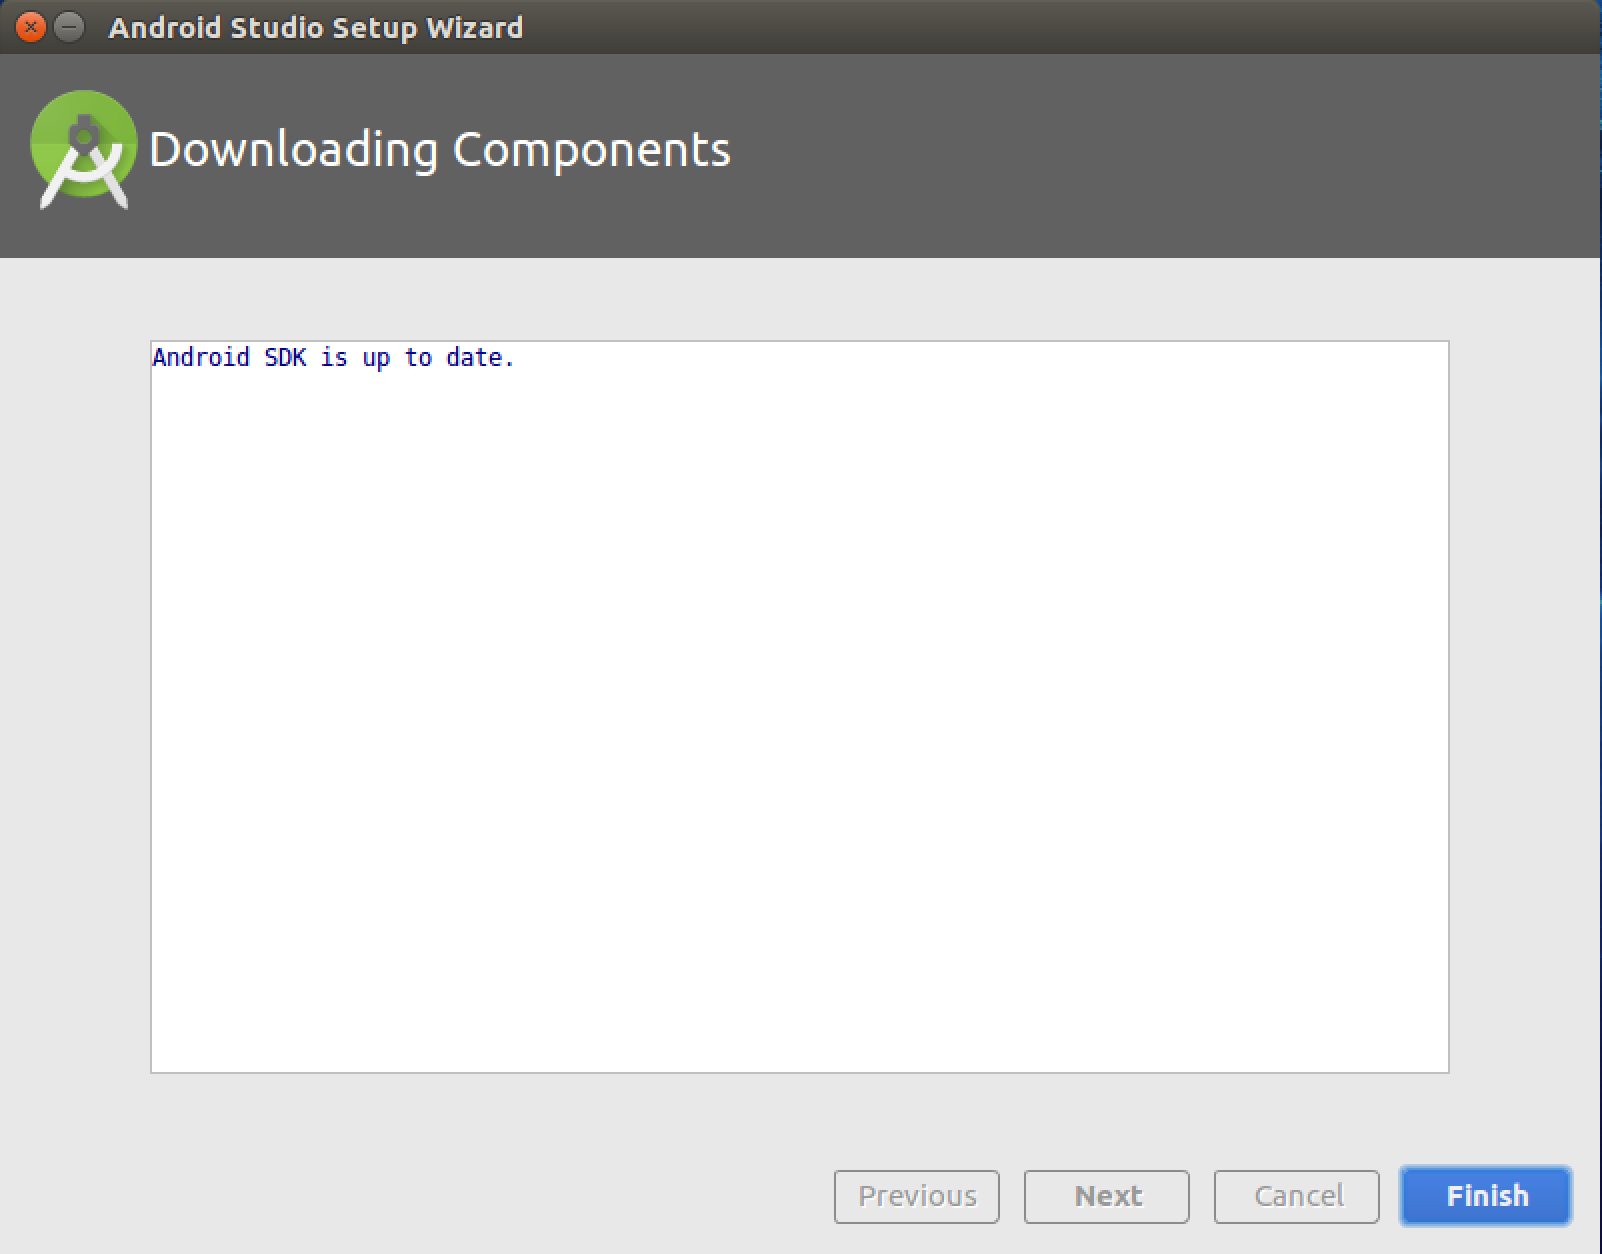 Android Studio Setup Wizard
Downloading Components
Android SDK is up to date.
Previous Next Cancel Finish